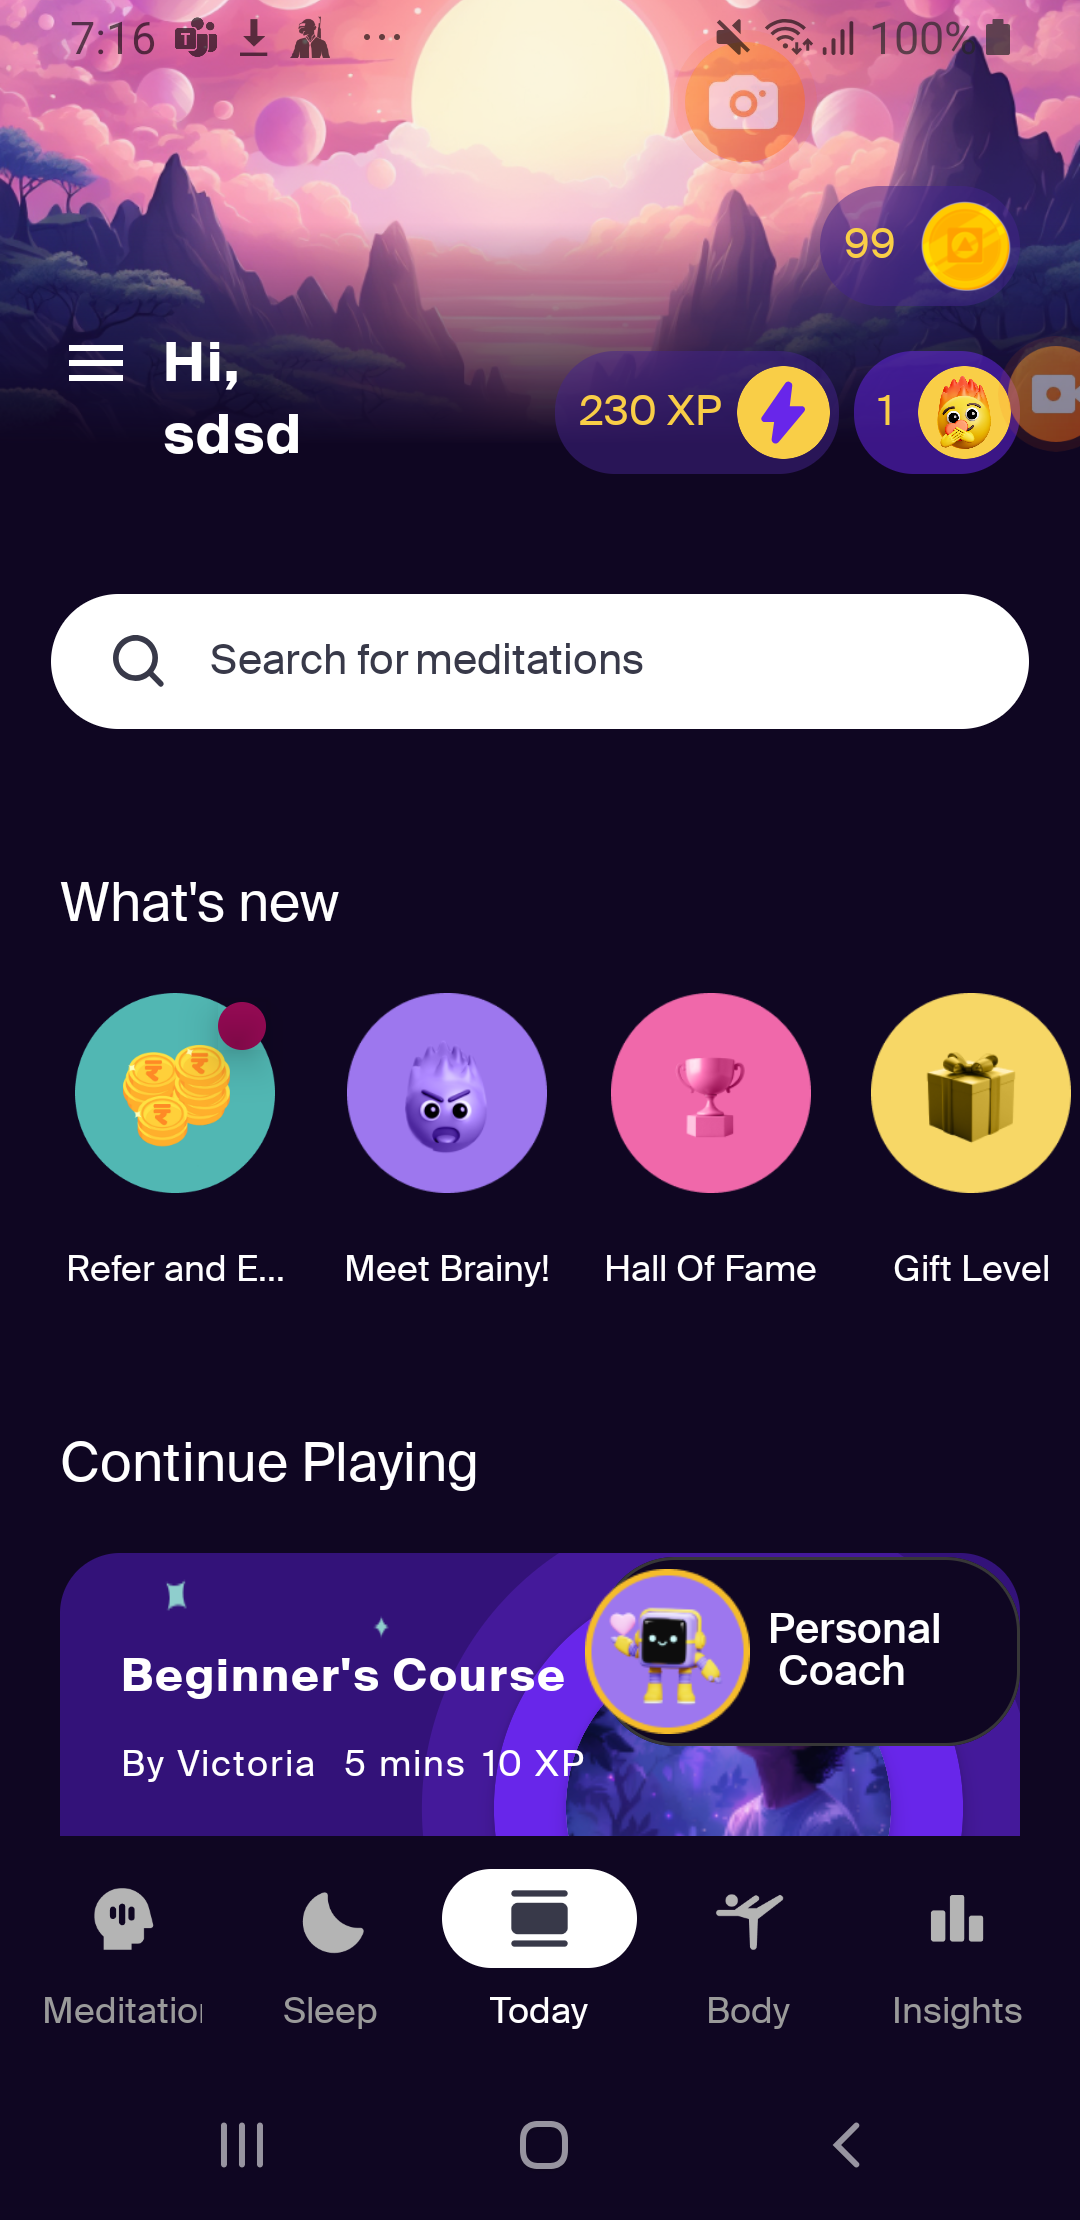 7:16
100%
99
Hi,
sdsd
230 XP
1
Search for meditations
What's new
Refer and E...
Meet Brainy!
Hall Of Fame
Gift Level
Continue Playing
Personal
Coach
Beginner's Course
By Victoria 5 mins 10 XP
Meditation
Sleep
Today
Body
Insights